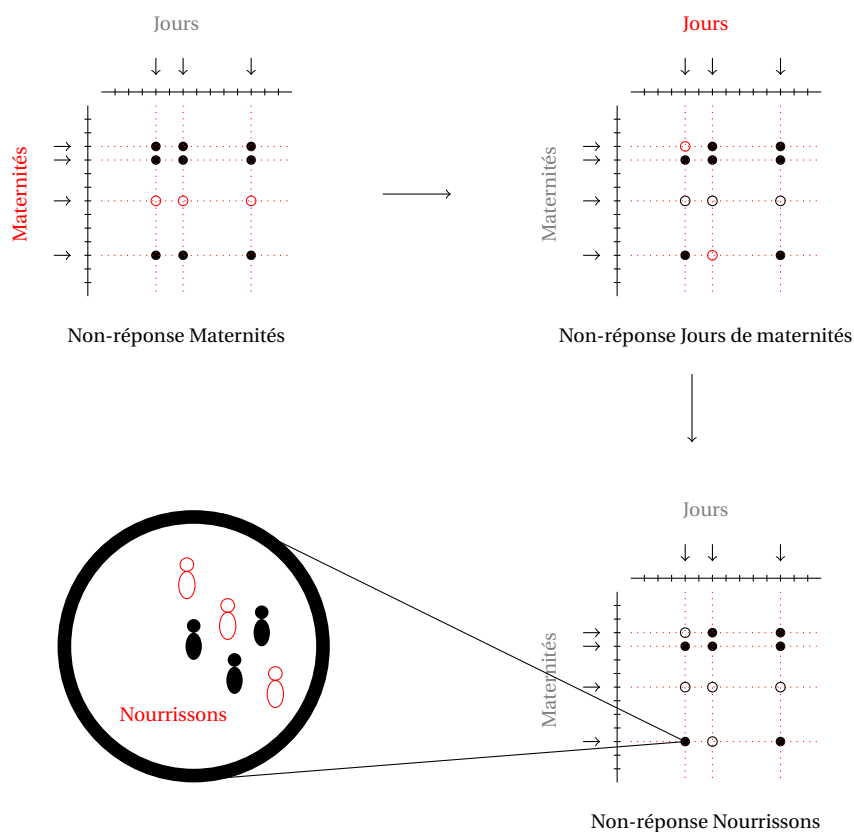 Jours
Maternités
Non-réponse Maternités
Jours
Maternités
Non-réponse Jours de maternités
Nourrissons
Jours
Maternités
Non-réponse Nourrissons